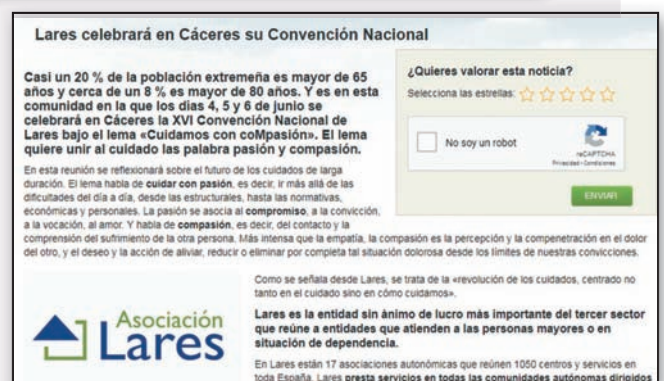 Lares celebrará en Cáceres su Convención Nacional
Casi un 20 % de la población extremeña es mayor de 65
años y cerca de un 8 % es mayor de 80 años. Y es en esta
comunidad en la que los días 4, 5 y 6 de junio se
celebrará en Cáceres la XVI Convención Nacional de
Lares bajo el lema «Cuidamos con coMpasión». El lema
quiere unir al cuidado las palabra pasión y compasión.
¿Quieres valorar esta noticia?
Selecciona las estrellas:
No soy un robot
reCAPTCHA
Privacidad - Condiciones
ENVIAR
En esta reunión se reflexionará sobre el futuro de los cuidados de larga
duración. El lema habla de cuidar con pasión, es decir, ir más allá de las
dificultades del a día, desde las estructurales, hasta las normativas,
económicas y personales. La pasión se asocia al compromiso, a la convicción,
a la vocación, al amor. Y habla de compasión, es decir, del contacto y la
comprensión del sufrimiento de la otra persona. Más intensa que la empatía, la compasión es la percepción y la compenetración en el dolor
del otro, y el deseo y la acción de aliviar, reducir o eliminar por completa tal situación dolorosa desde los límites de nuestras convicciones.
Como se señala desde Lares, se trata de la «revolución de los cuidados, centrado no
tanto en el cuidado sino en cómo cuidamos».
Asociación
Lares
Lares es la entidad sin ánimo de lucro más importante del tercer sector
que reúne a entidades que atienden a las personas mayores o en
situación de dependencia.
En Lares están 17 asociaciones autonómicas que reúnen 1050 centros y servicios en
toda España. Lares presta servicios en todas las comunidades autónomas dirigidos